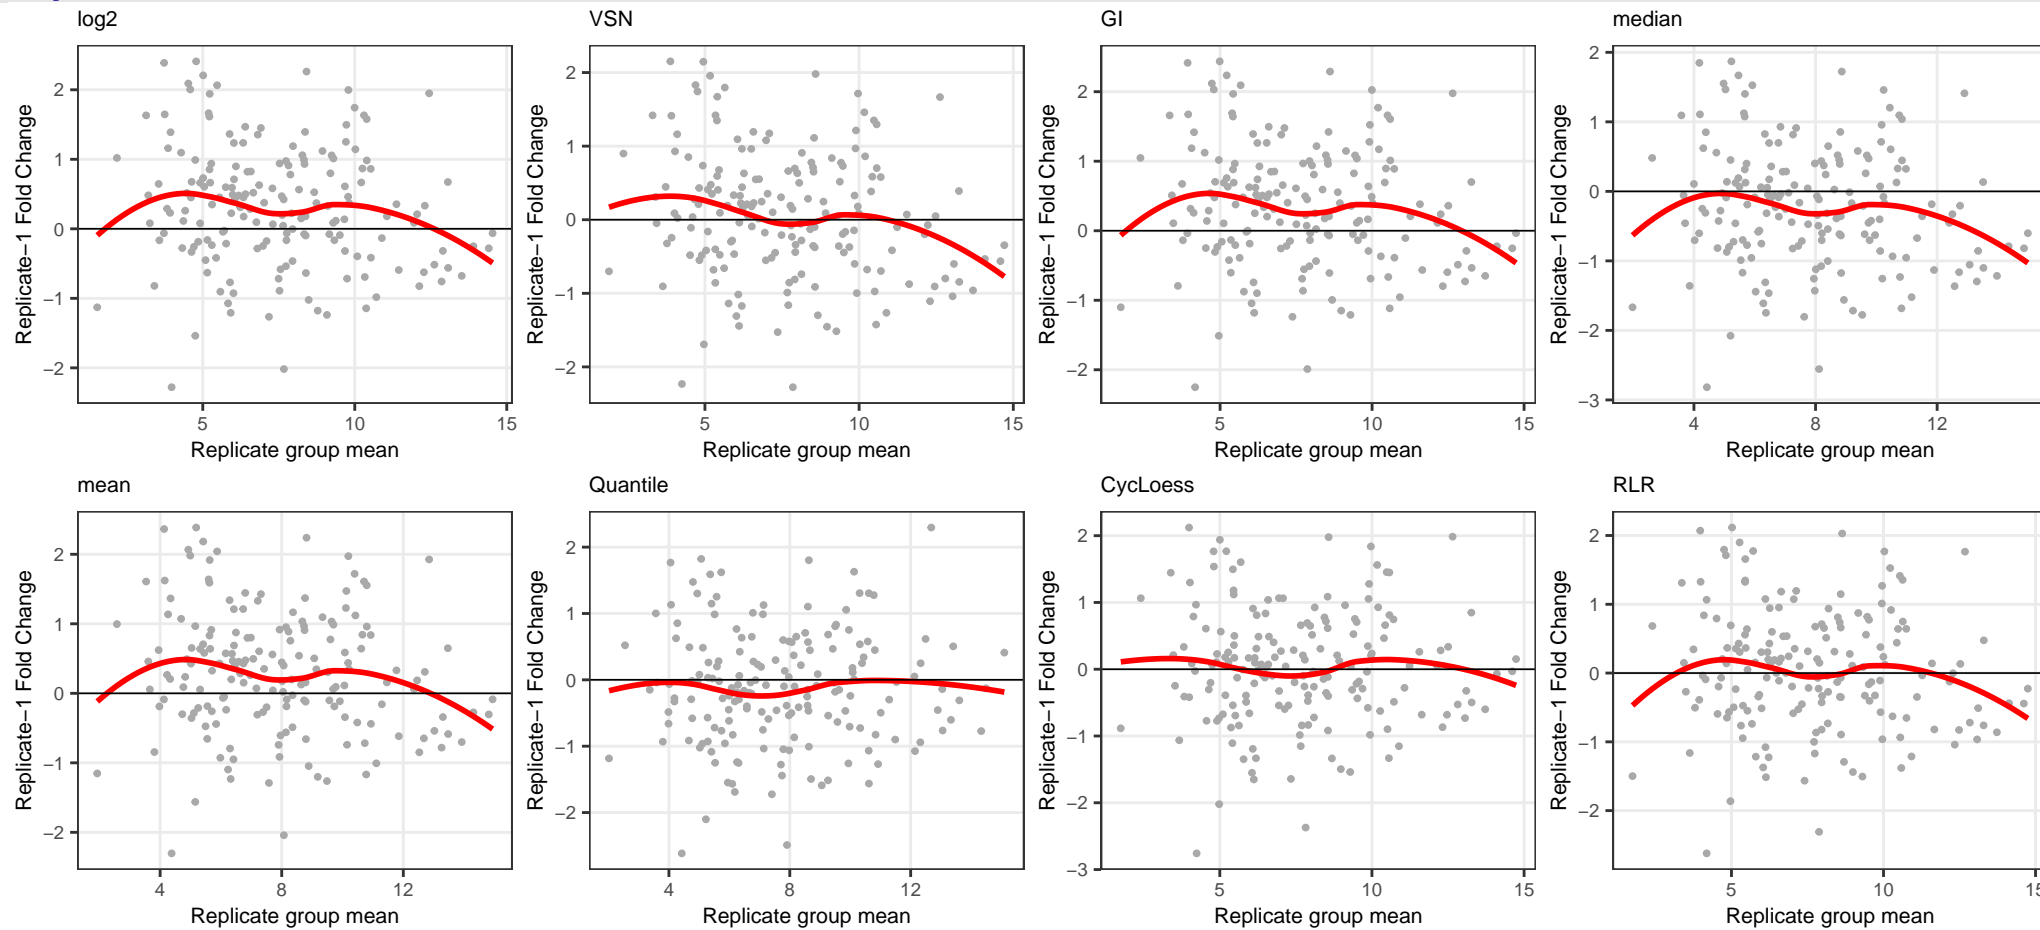 log2
VSN
GI
median
2
1
0
−1
−2
5
10
15
Replicate−1 Fold Change
Replicate group mean
2
1
0
−1
−2
5
10
15
Replicate−1 Fold Change
Replicate group mean
2
1
0
−1
−2
5
10
15
Replicate−1 Fold Change
Replicate group mean
2
1
0
−1
−2
−3
4
8
12
Replicate−1 Fold Change
Replicate group mean
mean
Quantile
CycLoess
RLR
2
1
0
−1
−2
4
8
12
Replicate−1 Fold Change
Replicate group mean
2
1
0
−1
−2
4
8
12
Replicate−1 Fold Change
Replicate group mean
2
1
0
−1
−2
−3
5
10
15
Replicate−1 Fold Change
Replicate group mean
2
1
0
−1
−2
5
10
15
Replicate−1 Fold Change
Replicate group mean